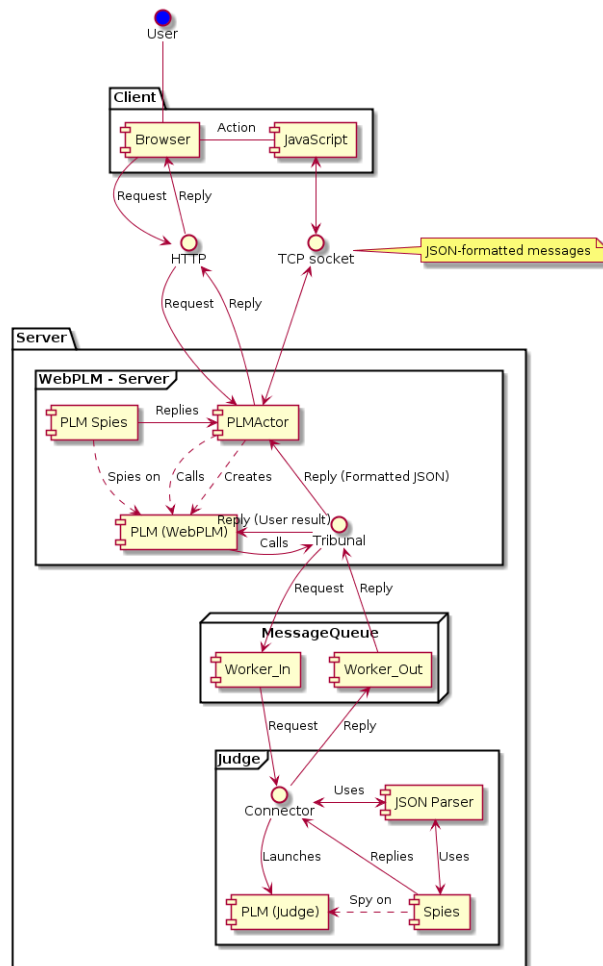 User
Client
Browser
Action
JavaScript
Request
Reply
HTTP
TCP socket
JSON-formatted messages
Request
Reply
Server
WebPLM - Server
PLM Spies
Replies
PLMActor
Spies on
Calls
Creates
Reply (Formatted JSON)
PLM (WebPLM)
Reply (User result)
Calls
Tribunal
Request
Reply
MessageQueue
Worker_In
Worker_Out
Request
Reply
Judge
Connector
Uses
JSON Parser
Launches
Replies
Uses
PLM (Judge)
Spy on
Spies